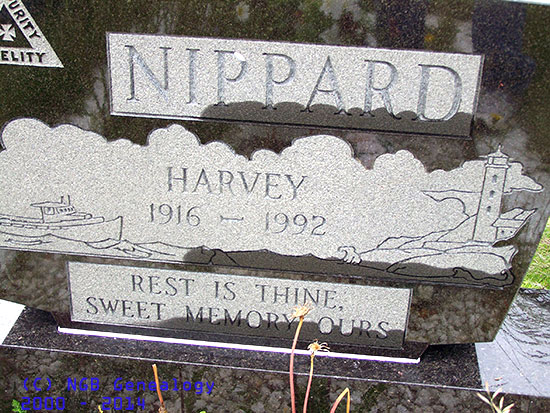 URITY
ELITY
NIPPARD
HARVEY
1916 — 1992
REST IS THINE,
SWEET MEMORY OURS
(C) N&B Genealogy
2000 - 2014